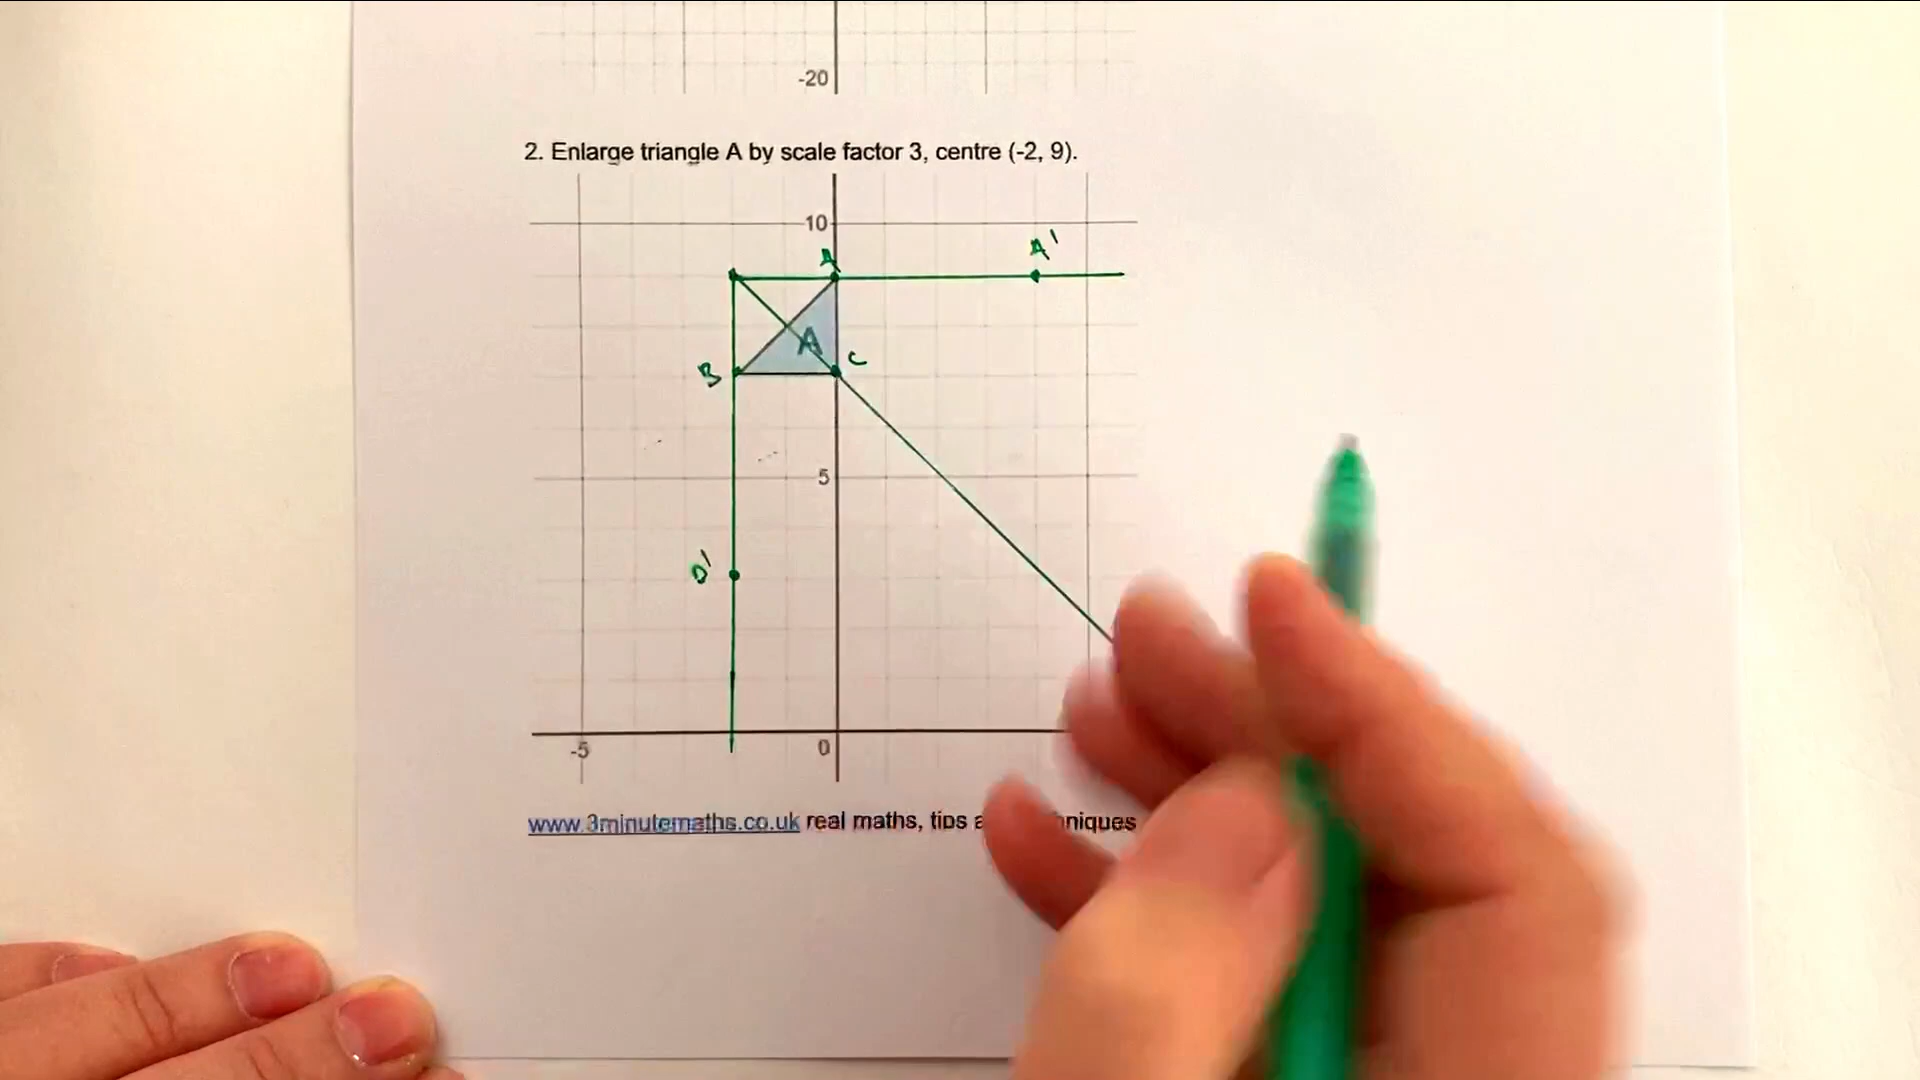 -20
2. Enlarge triangle A by scale factor 3, centre (-2, 9).
10
A A'
A
B C
5
B'
-5 0
www.3minutemaths.co.uk real maths, tips